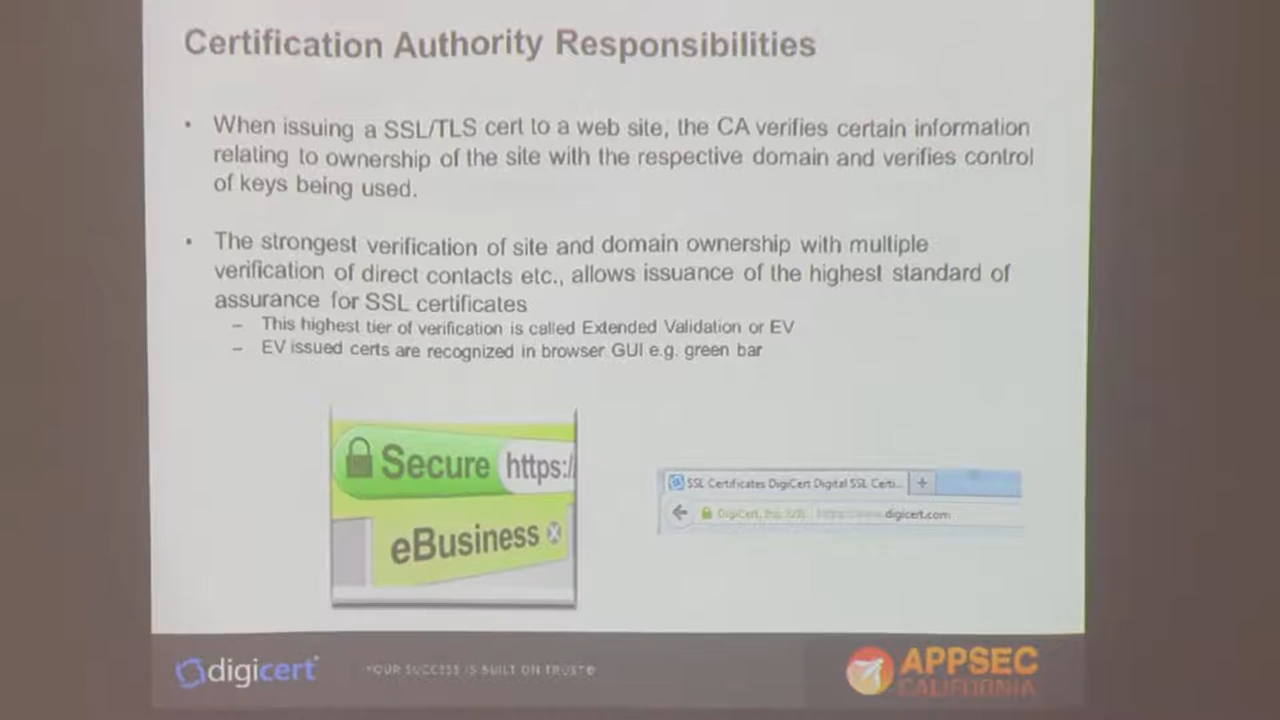 Certification Authority Responsibilities
• When issuing a SSL/TLS cert to a web site, the CA verifies certain information
relating to ownership of the site with the respective domain and verifies control
of keys being used.
• The strongest verification of site and domain ownership with multiple
verification of direct contacts etc., allows issuance of the highest standard of
assurance for SSL certificates
– This highest tier of verification is called Extended Validation or EV
– EV issued certs are recognized in browser GUI e.g. green bar
Secure https:/
eBusiness
SSL Certificates DigiCert Digital SSL Certi...
DigiCert, Inc. (US) https://www.digicert.com
digicert
YOUR SUCCESS IS BUILT ON TRUST®
APPSEC
CALIFORNIA